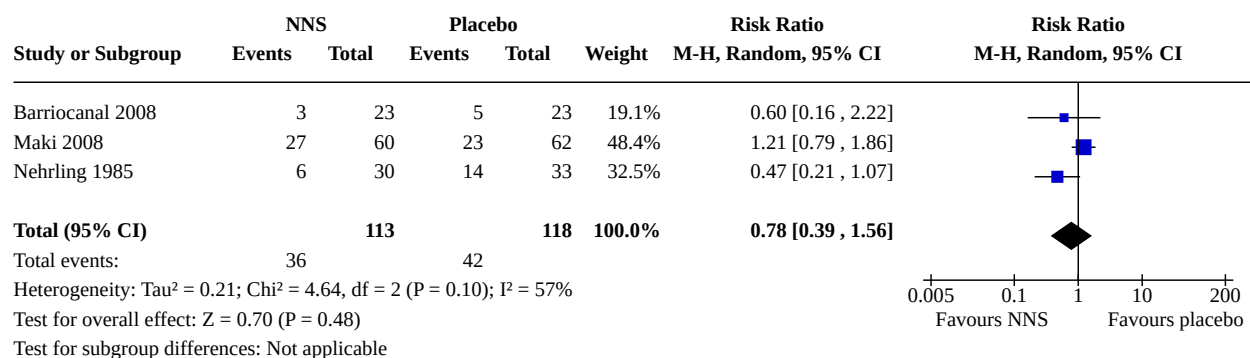 NNS Placebo Risk Ratio Risk Ratio
Study or Subgroup Events Total Events Total Weight M-H, Random, 95% CI M-H, Random, 95% CI
Barriocanal 2008 3 23 5 23 19.1% 0.60 [0.16 , 2.22]
Maki 2008 27 60 23 62 48.4% 1.21 [0.79 , 1.86]
Nehrling 1985 6 30 14 33 32.5% 0.47 [0.21 , 1.07]
Total (95% CI) 113 118 100.0% 0.78 [0.39 , 1.56]
Total events: 36 42
Heterogeneity: Tau² = 0.21; Chi² = 4.64, df = 2 (P = 0.10); I² = 57%
0.005 0.1 1 10 200
Test for overall effect: Z = 0.70 (P = 0.48) Favours NNS Favours placebo
Test for subgroup differences: Not applicable